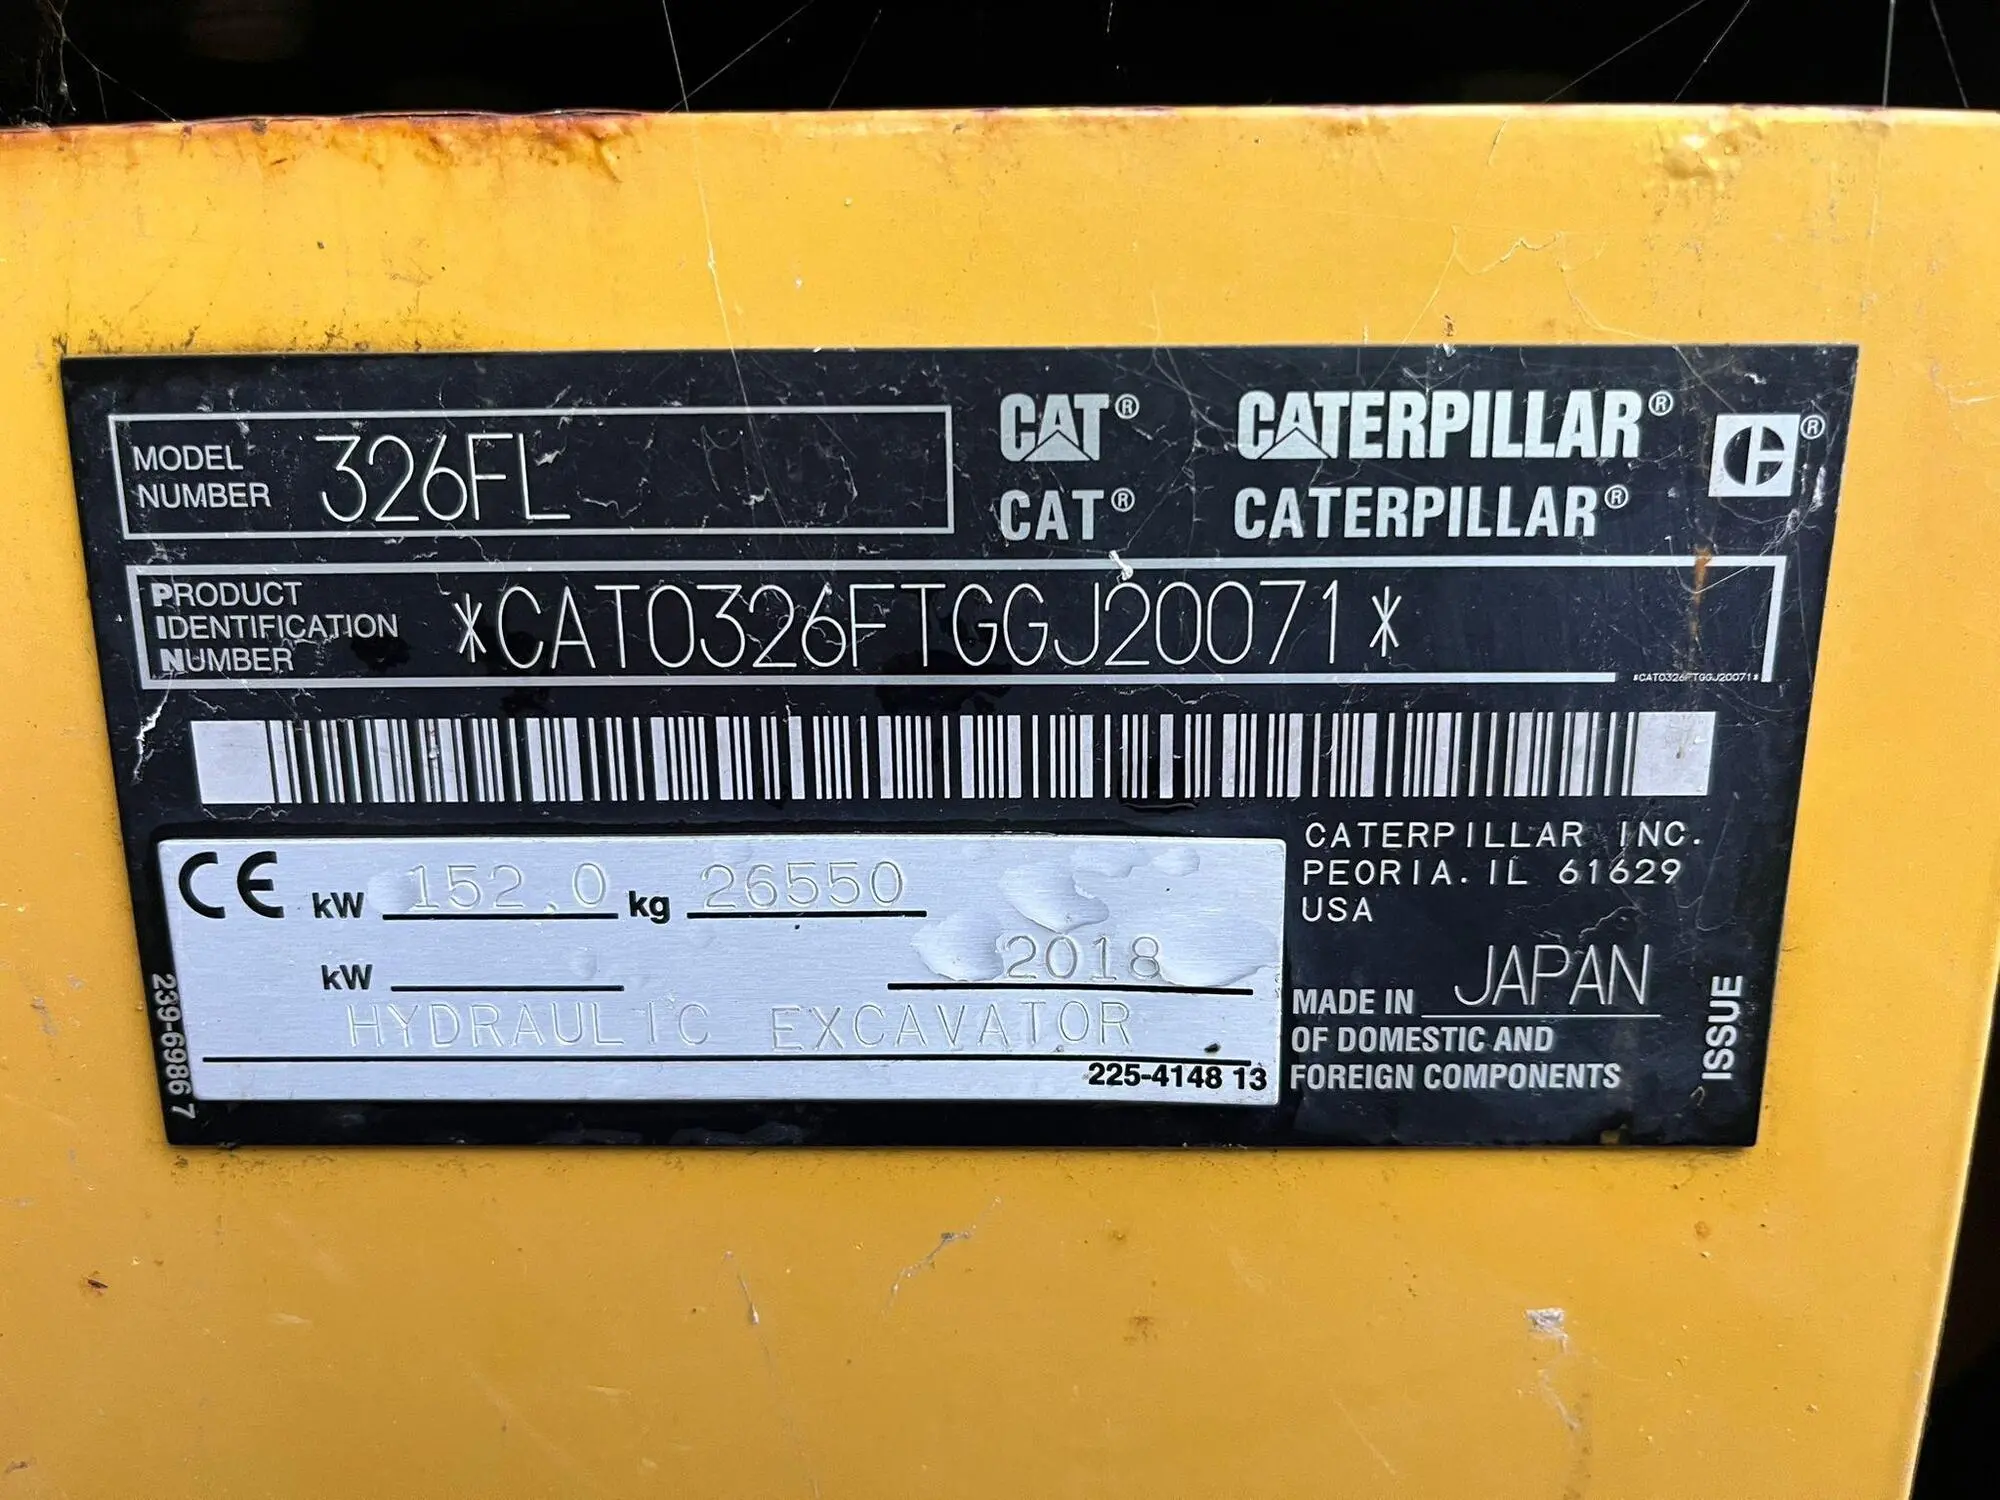 MODEL NUMBER 326FL
CAT® CATERPILLAR® ®
CAT® CATERPILLAR®
PRODUCT IDENTIFICATION NUMBER *CAT0326FTGGJ20071*
*CAT0326FTGGJ20071*
CE kW 152.0 kg 26550
kW 2018
HYDRAULIC EXCAVATOR
225-4148 13
239-6986 7
CATERPILLAR INC.
PEORIA. IL 61629
USA
MADE IN JAPAN
OF DOMESTIC AND
FOREIGN COMPONENTS
ISSUE